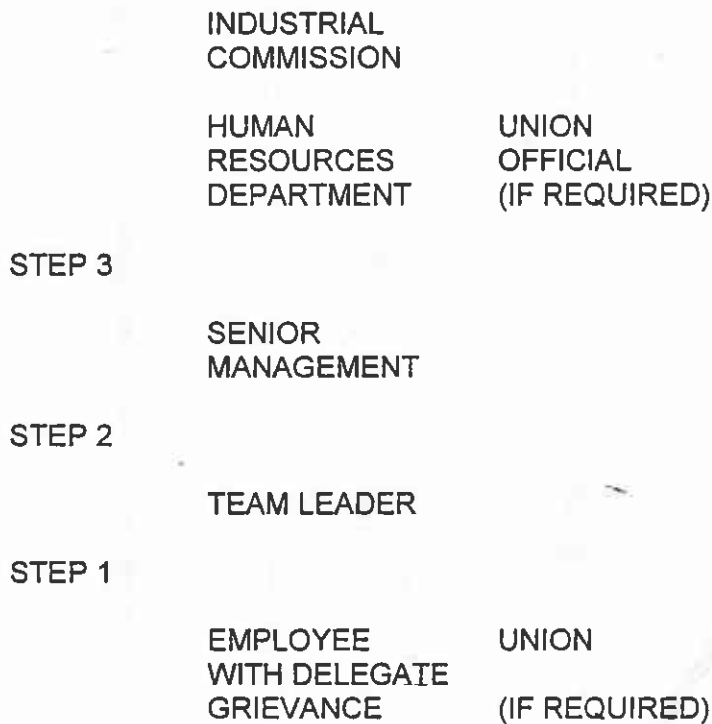 INDUSTRIAL
COMMISSION
HUMAN UNION
RESOURCES OFFICIAL
DEPARTMENT (IF REQUIRED)
STEP 3
SENIOR
MANAGEMENT
STEP 2
TEAM LEADER
STEP 1
EMPLOYEE UNION
WITH DELEGATE
GRIEVANCE (IF REQUIRED)